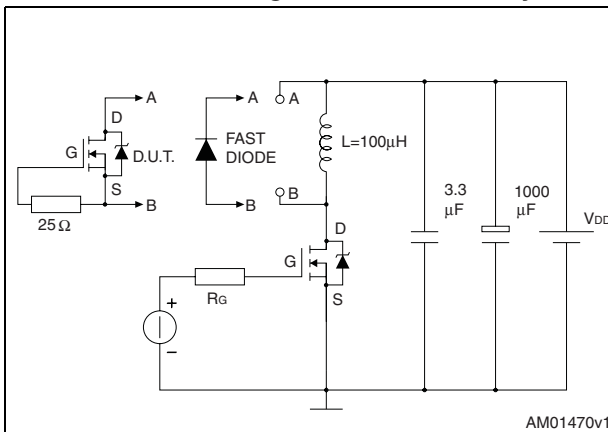 A
A
A
D
G
D.U.T.
FAST
DIODE
L=100µH
S
B
B
B
25 Ω
3.3
µF
1000
µF
VDD
D
G
RG
S
+
−
AM01470v1